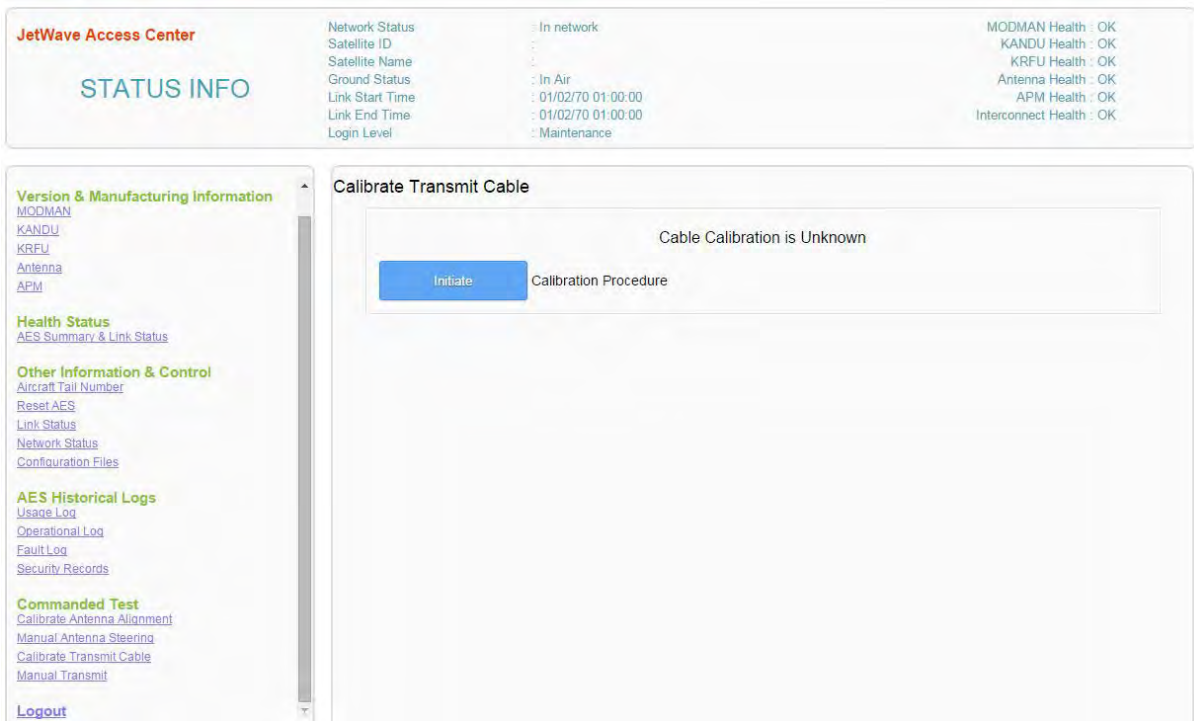 JetWave Access Center
STATUS INFO
Network Status : In network
Satellite ID :
Satellite Name :
Ground Status : In Air
Link Start Time : 01/02/70 01:00:00
Link End Time : 01/02/70 01:00:00
Login Level : Maintenance
MODMAN Health : OK
KANDU Health : OK
KRFU Health : OK
Antenna Health : OK
APM Health : OK
Interconnect Health : OK
Version & Manufacturing Information
MODMAN
KANDU
KRFU
Antenna
APM
Health Status
AES Summary & Link Status
Other Information & Control
Aircraft Tail Number
Reset AES
Link Status
Network Status
Configuration Files
AES Historical Logs
Usage Log
Operational Log
Fault Log
Security Records
Commanded Test
Calibrate Antenna Alignment
Manual Antenna Steering
Calibrate Transmit Cable
Manual Transmit
Logout
Calibrate Transmit Cable
Cable Calibration is Unknown
Initiate Calibration Procedure